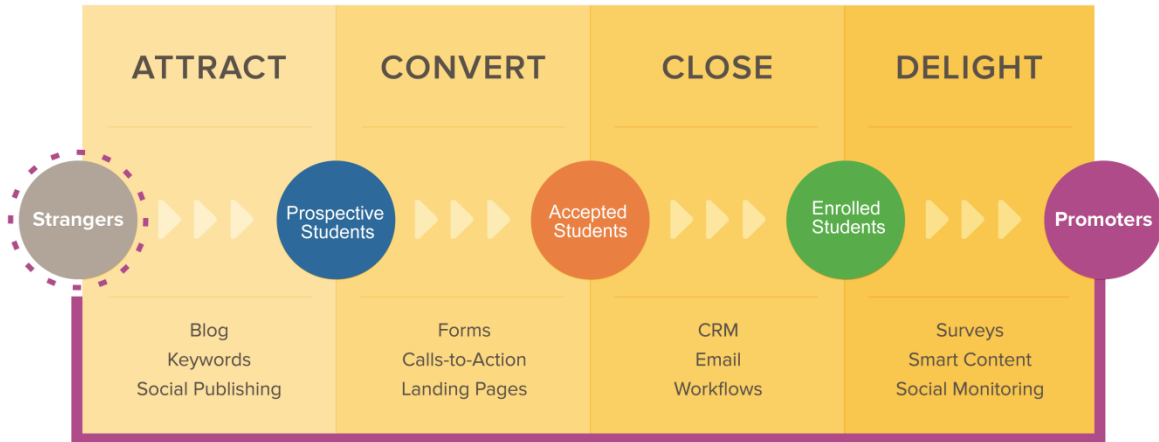 ATTRACT
CONVERT
CLOSE
DELIGHT
Strangers
Prospective
Students
Accepted
Students
Enrolled
Students
Promoters
Blog
Keywords
Social Publishing
Forms
Calls-to-Action
Landing Pages
CRM
Email
Workflows
Surveys
Smart Content
Social Monitoring